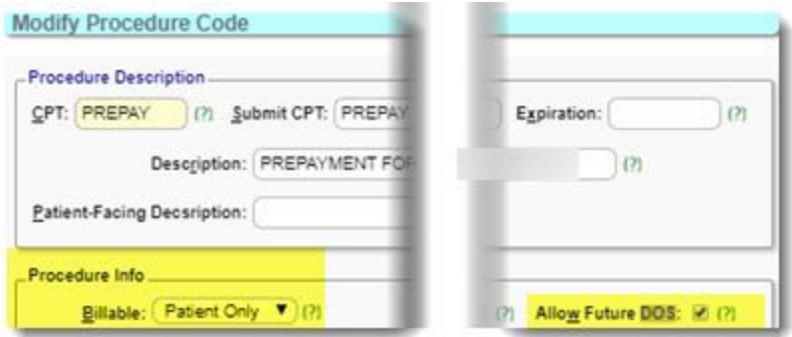 Modify Procedure Code
Procedure Description
CPT: PREPAY (?) Submit CPT: PREPAY Expiration: (?)
Description: PREPAYMENT FOR (?)
Patient-Facing Decsription:
Procedure Info
Billable: Patient Only ▼ (?) (?) Allow Future DOS: ☑ (?)